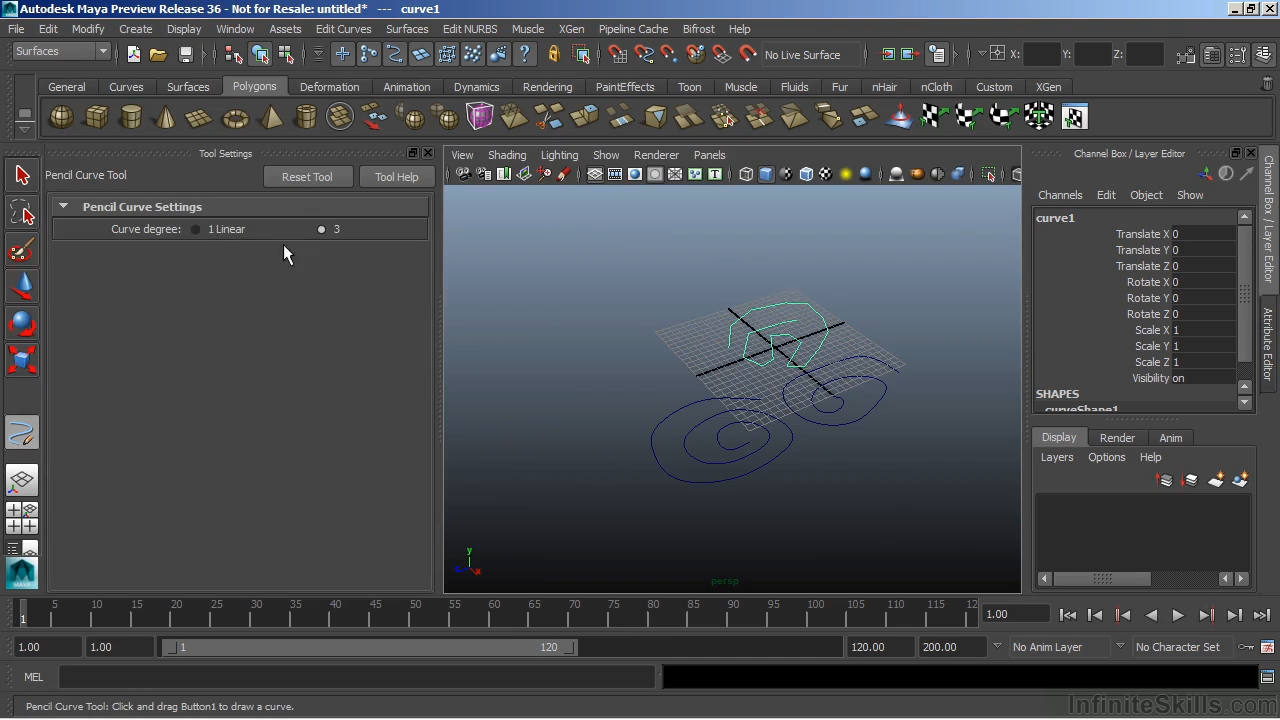 Autodesk Maya Preview Release 36 - Not for Resale: untitled* --- curve1
File Edit Modify Create Display Window Assets Edit Curves Surfaces Edit NURBS Muscle XGen Pipeline Cache Bifrost Help
Surfaces No Live Surface X: Y: Z:
General Curves Surfaces Polygons Deformation Animation Dynamics Rendering PaintEffects Toon Muscle Fluids Fur nHair nCloth Custom XGen
Tool Settings
Pencil Curve Tool Reset Tool Tool Help
Pencil Curve Settings
Curve degree: 1 Linear 3
View Shading Lighting Show Renderer Panels
persp
y
x
Channel Box / Layer Editor
Channels Edit Object Show
curve1
Translate X 0
Translate Y 0
Translate Z 0
Rotate X 0
Rotate Y 0
Rotate Z 0
Scale X 1
Scale Y 1
Scale Z 1
Visibility on
SHAPES
curveShape1
Display Render Anim
Layers Options Help
Channel Box / Layer Editor
Attribute Editor
1 5 10 15 20 25 30 35 40 45 50 55 60 65 70 75 80 85 90 95 100 105 110 115 12 1.00
1.00 1.00 1 120 120.00 200.00 No Anim Layer No Character Set
MEL
Pencil Curve Tool: Click and drag Button1 to draw a curve.
InfiniteSkills.com